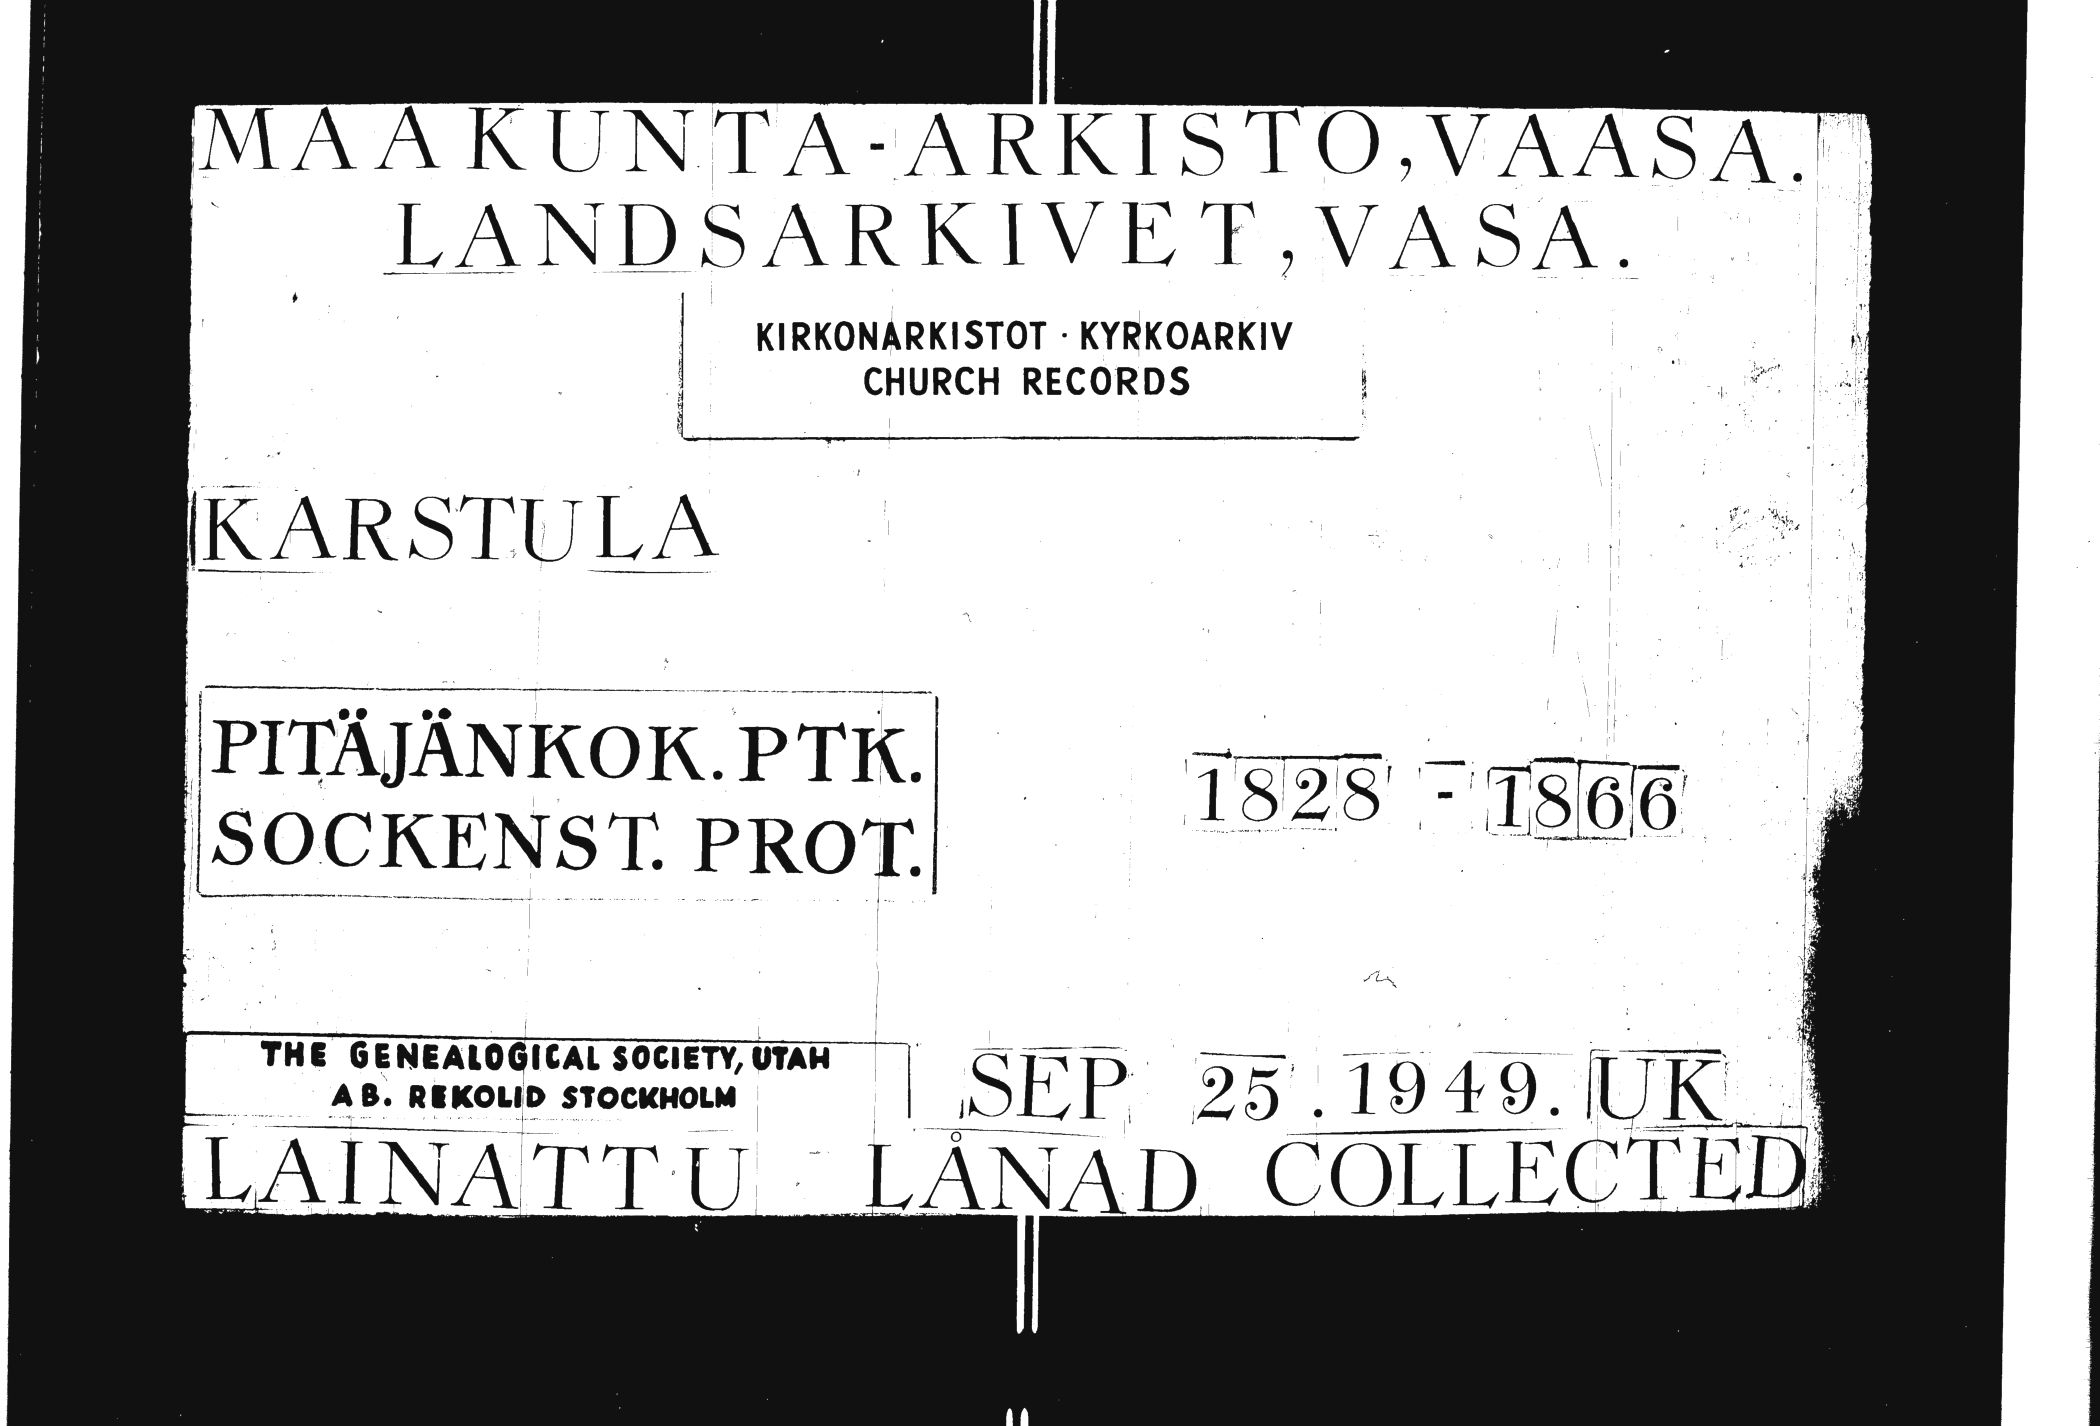 MAAKUNTA-ARKISTO, VAASA.
LANDSARKIVET, VASA.
KIRKONARKISTOT · KYRKOARKIV
CHURCH RECORDS
KARSTULA
PITÄJÄNKOK. PTK.
SOCKENST. PROT.
1828 - 1866
THE GENEALOGICAL SOCIETY, UTAH
AB. REKOLID STOCKHOLM
SEP 25. 1949. UK
LAINATTU LÅNAD COLLECTED